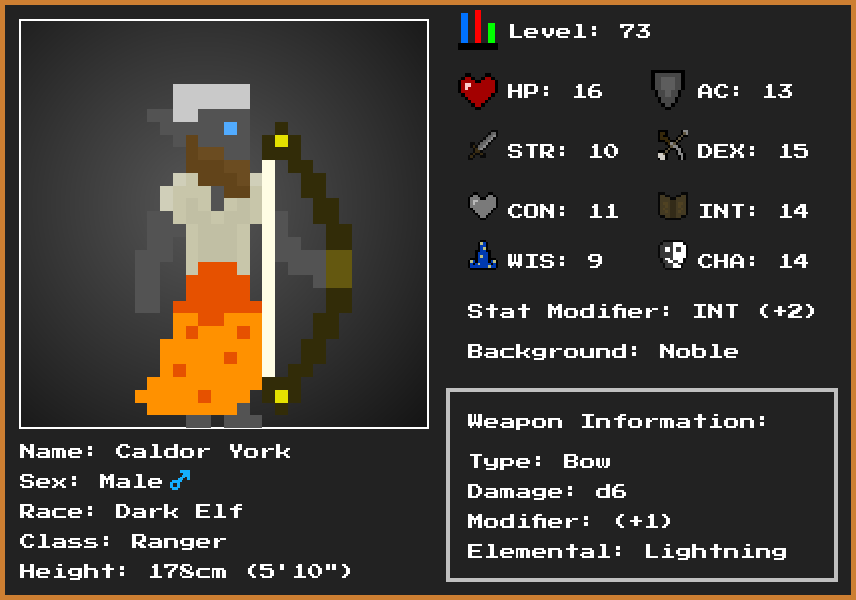 Level: 73
HP: 16
AC: 13
STR: 10
DEX: 15
CON: 11
INT: 14
WIS: 9
CHA: 14
Stat Modifier: INT (+2)
Background: Noble
Weapon Information:
Type: Bow
Damage: d6
Modifier: (+1)
Elemental: Lightning
Name: Caldor York
Sex: Male ♂
Race: Dark Elf
Class: Ranger
Height: 178cm (5'10")